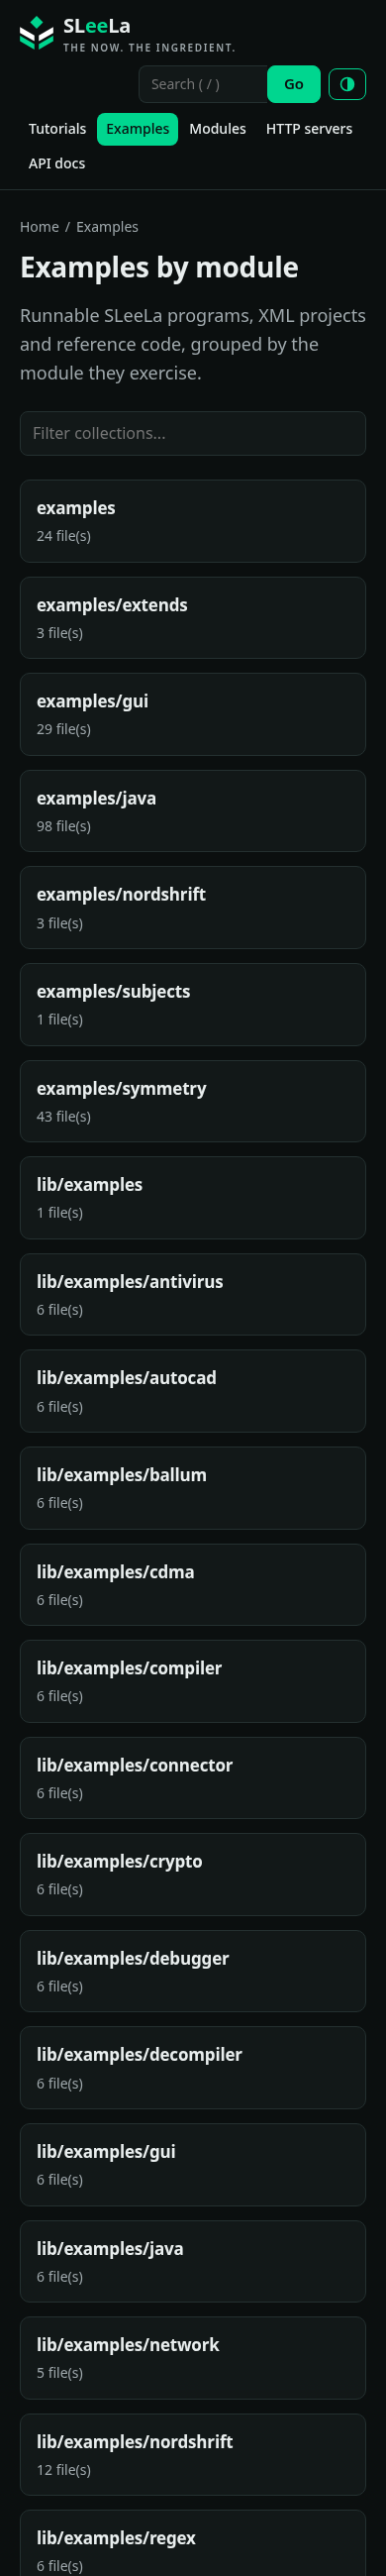 SLeeLa
THE NOW. THE INGREDIENT.
Search ( / )
Go
Tutorials
Examples
Modules
HTTP servers
API docs
Home / Examples
Examples by module
Runnable SLeeLa programs, XML projects
and reference code, grouped by the
module they exercise.
Filter collections...
examples
24 file(s)
examples/extends
3 file(s)
examples/gui
29 file(s)
examples/java
98 file(s)
examples/nordshrift
3 file(s)
examples/subjects
1 file(s)
examples/symmetry
43 file(s)
lib/examples
1 file(s)
lib/examples/antivirus
6 file(s)
lib/examples/autocad
6 file(s)
lib/examples/ballum
6 file(s)
lib/examples/cdma
6 file(s)
lib/examples/compiler
6 file(s)
lib/examples/connector
6 file(s)
lib/examples/crypto
6 file(s)
lib/examples/debugger
6 file(s)
lib/examples/decompiler
6 file(s)
lib/examples/gui
6 file(s)
lib/examples/java
6 file(s)
lib/examples/network
5 file(s)
lib/examples/nordshrift
12 file(s)
lib/examples/regex
6 file(s)